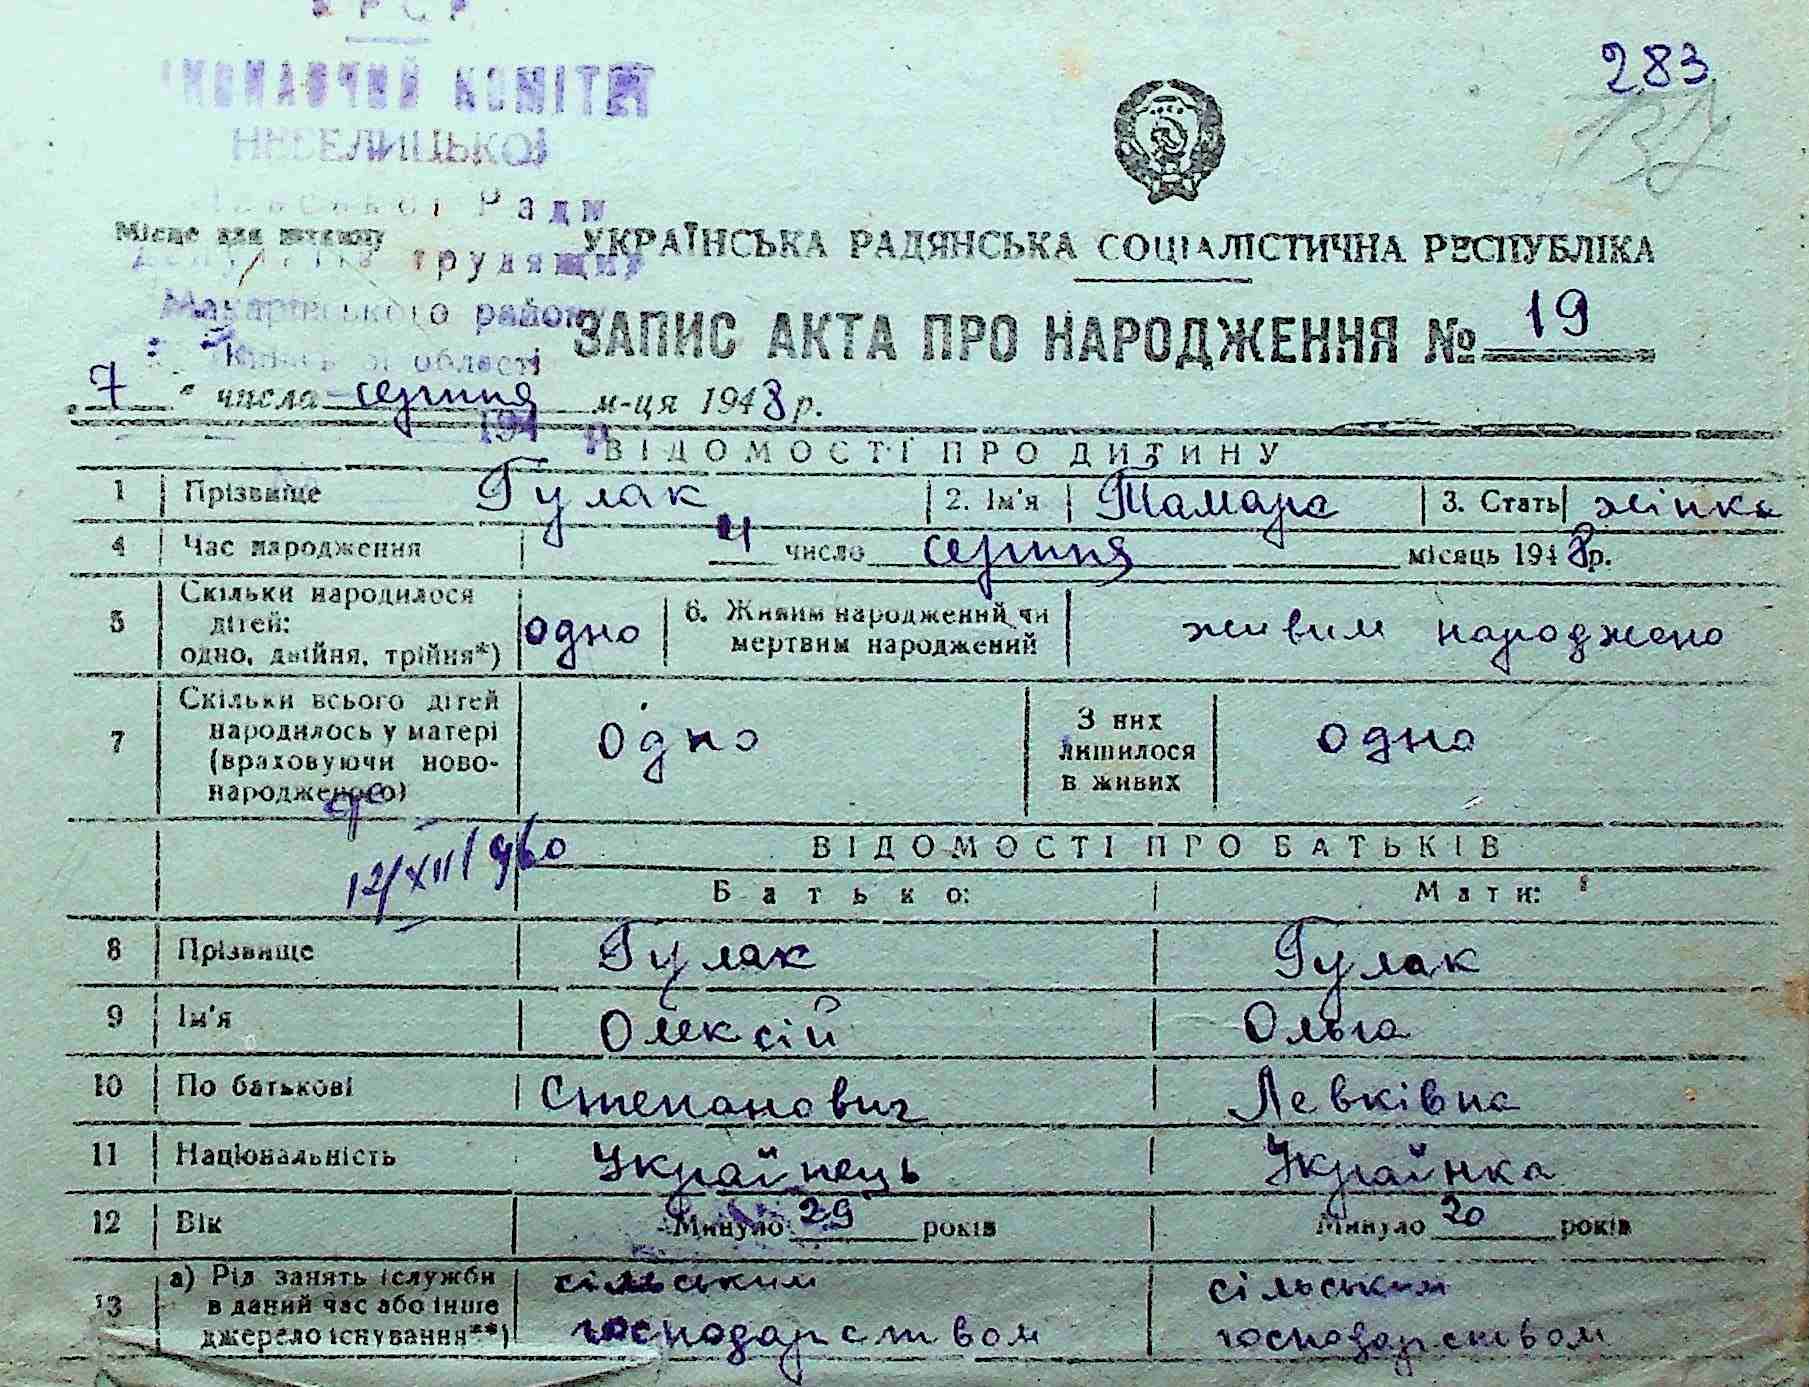 УРСР
ВИКОНАВЧИЙ КОМІТЕТ
НЕБЕЛИЦЬКОЇ
сільської Ради
депутатів трудящих
Макарівського району
Київської області
194 р.
283
137
Місце для штампу
УКРАЇНСЬКА РАДЯНСЬКА СОЦІАЛІСТИЧНА РЕСПУБЛІКА
ЗАПИС АКТА ПРО НАРОДЖЕННЯ № 19
7 " числа серпня м-ця 1948 р.
ВІДОМОСТІ ПРО ДИТИНУ
1 Прізвище Гулак 2. Ім'я Тамара 3. Стать жінка
4 Час народження 4 число серпня місяць 1948 р.
5 Скільки народилося дітей: одно, двійня, трійня*) одно 6. Живим народжений чи мертвим народжений живим народжено
7 Скільки всього дітей народилось у матері (враховуючи новонародженого) одно З них лишилося в живих одно
12/XII 1960
ВІДОМОСТІ ПРО БАТЬКІВ
Батько: Мати:
8 Прізвище Гулак Гулак
9 Ім'я Олексій Ольга
10 По батькові Степанович Левківна
11 Національність Українець Українка
12 Вік Минуло 29 років Минуло 20 років
13 а) Рід занять (служби в даний час або інше джерело існування**) сільським господарством сільським господарством